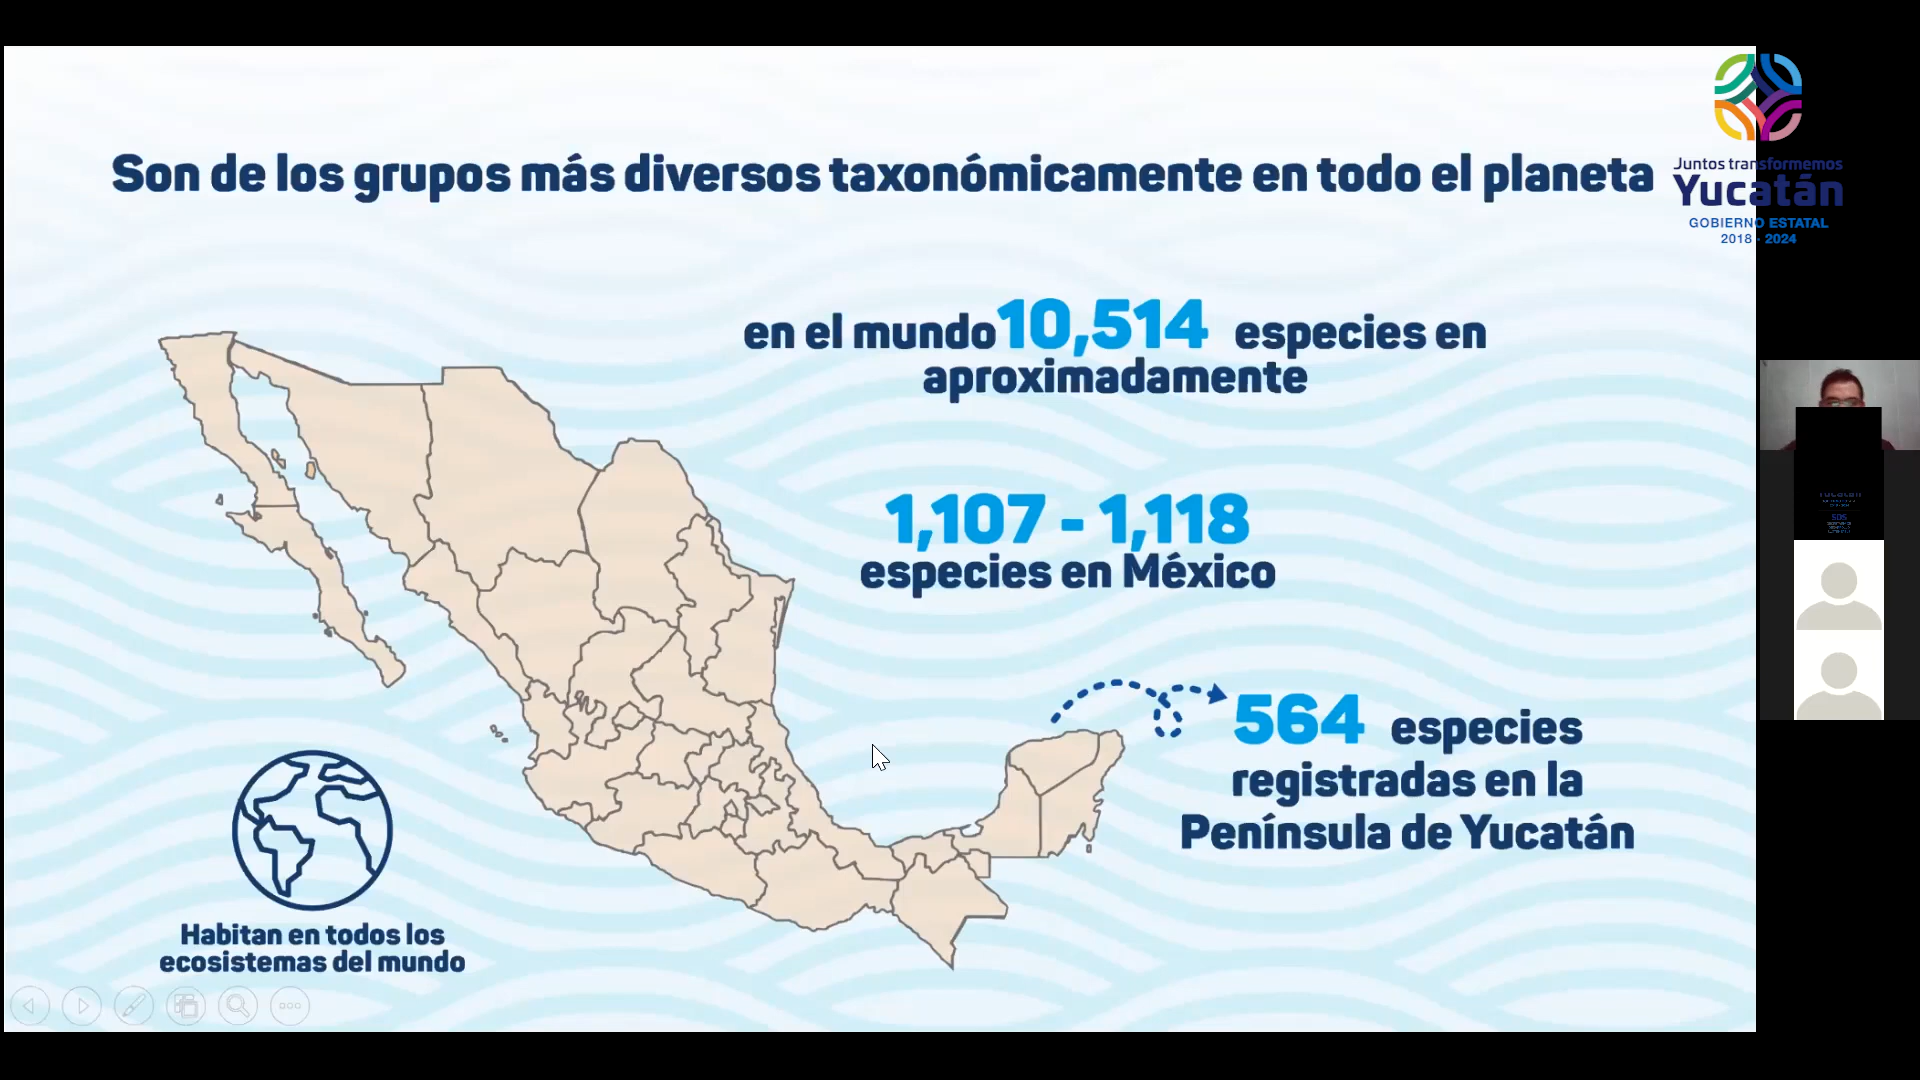 Son de los grupos más diversos taxonómicamente en todo el planeta
Juntos transformemos
Yucatán
GOBIERNO ESTATAL
2018 - 2024
en el mundo 10,514 especies en
aproximadamente
1,107 - 1,118
especies en México
564 especies
registradas en la
Península de Yucatán
Habitan en todos los
ecosistemas del mundo